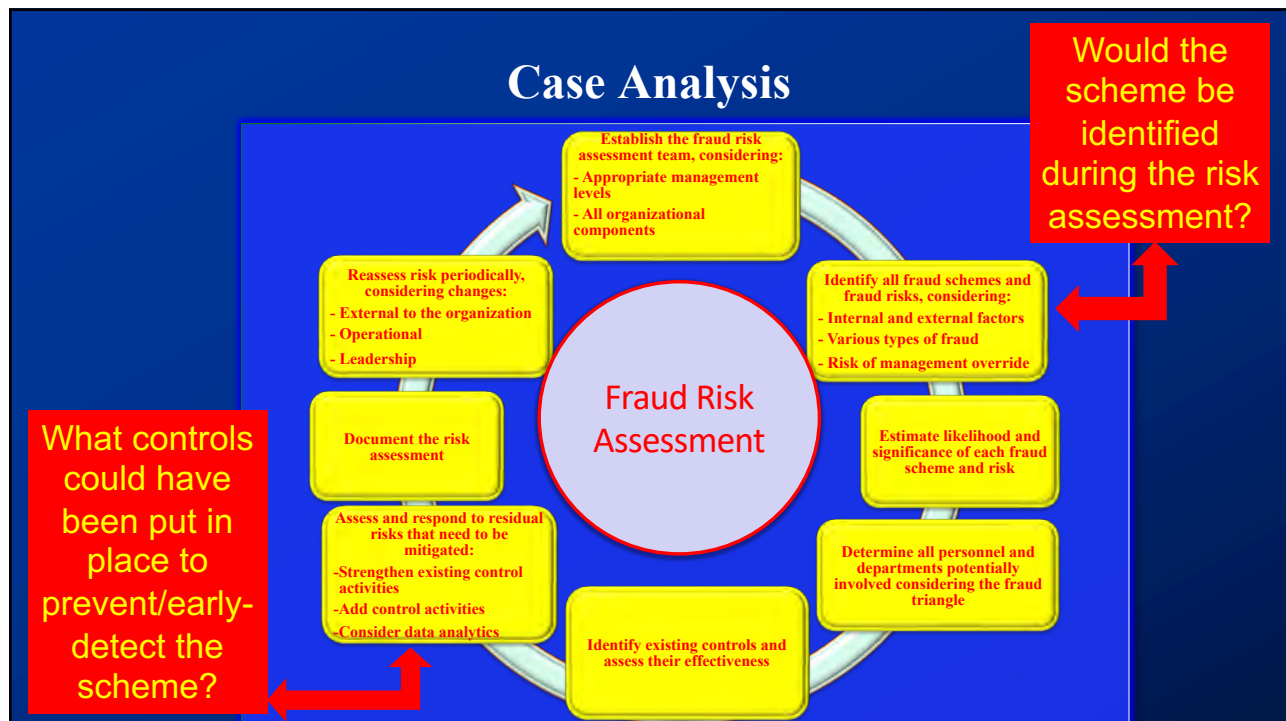 Case Analysis
Would the
scheme be
identified
during the risk
assessment?
Establish the fraud risk
assessment team, considering:
- Appropriate management
levels
- All organizational
components
Identify all fraud schemes and
fraud risks, considering:
- Internal and external factors
- Various types of fraud
- Risk of management override
Estimate likelihood and
significance of each fraud
scheme and risk
Determine all personnel and
departments potentially
involved considering the fraud
triangle
Identify existing controls and
assess their effectiveness
Assess and respond to residual
risks that need to be
mitigated:
-Strengthen existing control
activities
-Add control activities
-Consider data analytics
Document the risk
assessment
Reassess risk periodically,
considering changes:
- External to the organization
- Operational
- Leadership
Fraud Risk
Assessment
What controls
could have
been put in
place to
prevent/early-
detect the
scheme?